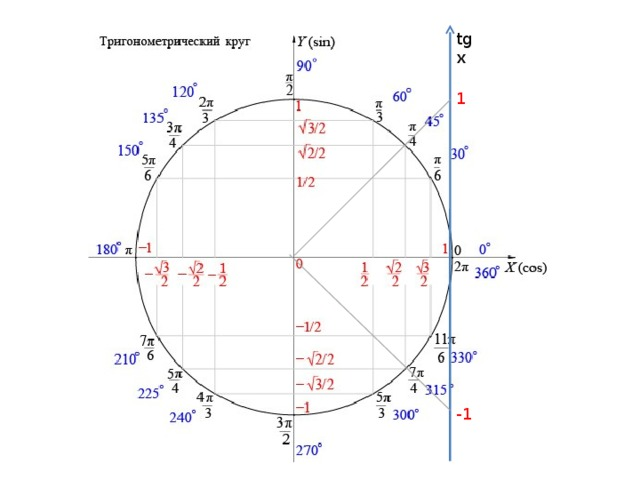 Тригонометрический круг
Y (sin)
tg
x
90°
π/2
1
1
120°
2π/3
π/3
60°
135°
3π/4
√3/2
π/4
45°
150°
5π/6
√2/2
π/6
30°
1/2
180° π −1
0
1
0 0°
2π 360°
X (cos)
−√3/2 −√2/2 −1/2
1/2 √2/2 √3/2
−1/2
7π/6
11π/6
210°
330°
−√2/2
5π/4
7π/4
225°
315°
−√3/2
4π/3
5π/3
240°
300°
−1
-1
3π/2
270°